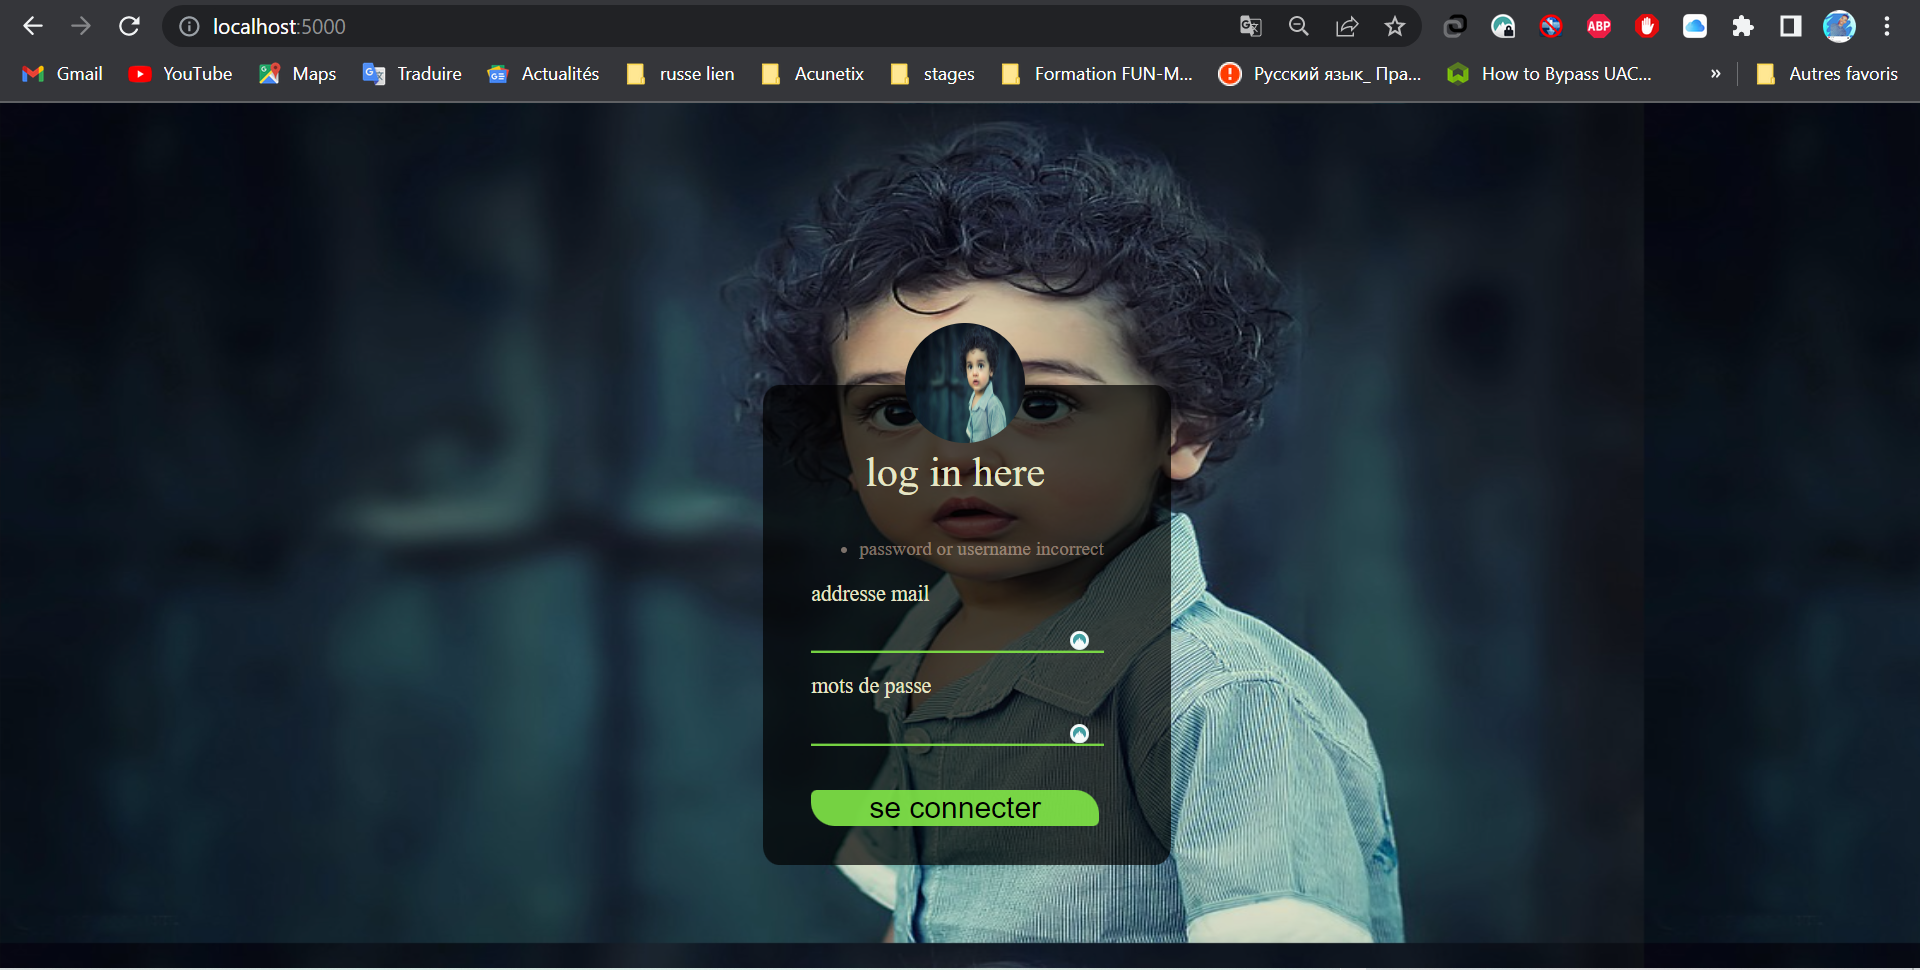 localhost:5000
ABP
Gmail
YouTube
Maps
Traduire
Actualités
russe lien
Acunetix
stages
Formation FUN-M...
Русский язык_ Пра...
How to Bypass UAC...
»
Autres favoris
log in here
• password or username incorrect
addresse mail
mots de passe
se connecter